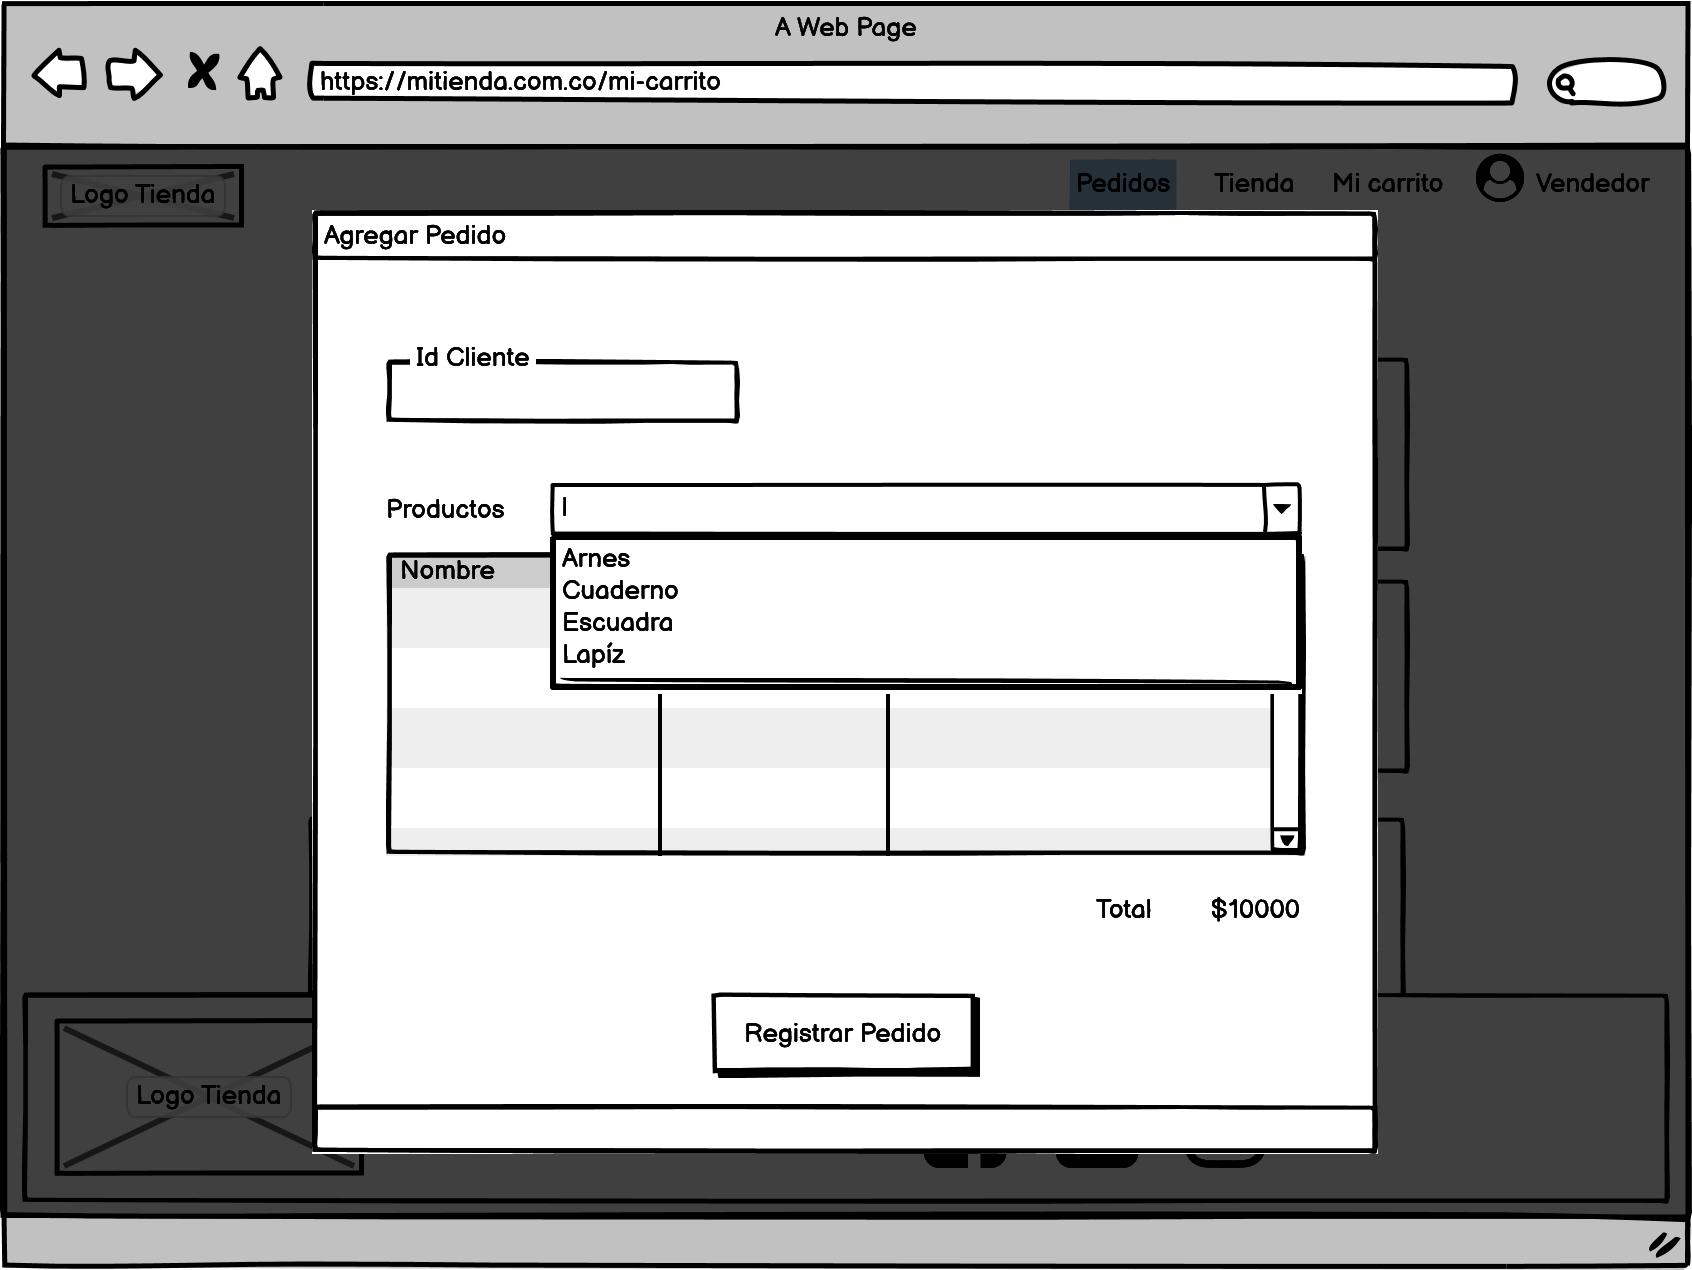 A Web Page
https://mitienda.com.co/mi-carrito
Logo Tienda
Pedidos
Tienda
Mi carrito
Vendedor
Agregar Pedido
Id Cliente
Productos
Nombre
Arnes
Cuaderno
Escuadra
Lapíz
Total $10000
Registrar Pedido
Logo Tienda